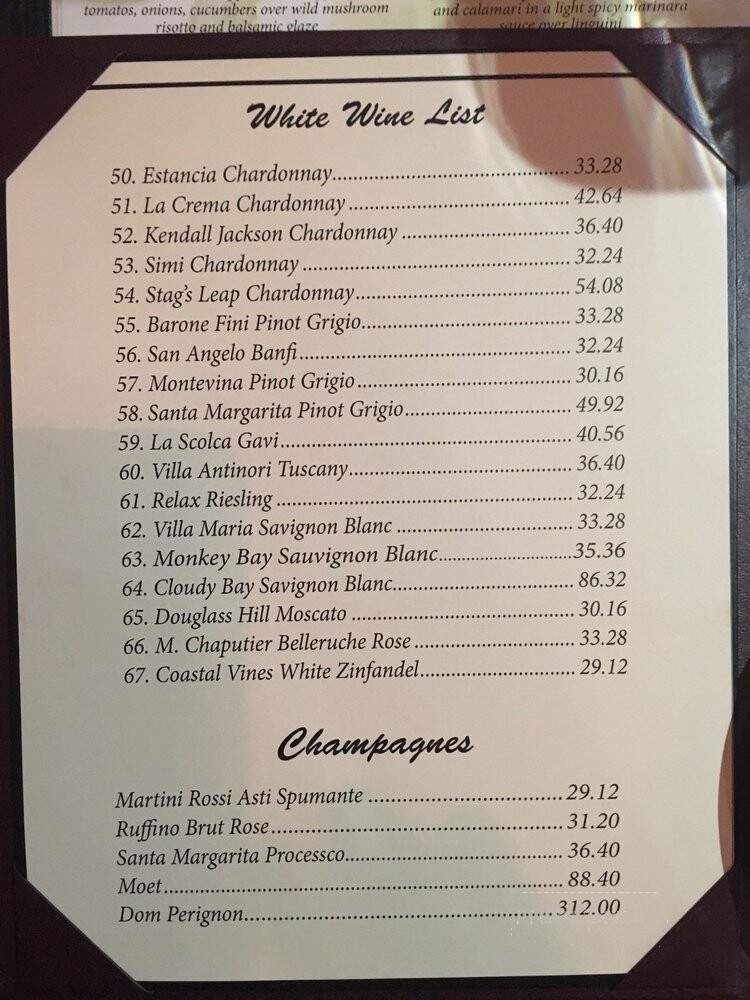 tomatoes, onions, cucumbers over wild mushroom
risotto and balsamic glaze
and calamari in a light spicy marinara
sauce over linguini
White Wine List
50. Estancia Chardonnay........................................ 33.28
51. La Crema Chardonnay ...................................... 42.64
52. Kendall Jackson Chardonnay ............................. 36.40
53. Simi Chardonnay .............................................. 32.24
54. Stag's Leap Chardonnay..................................... 54.08
55. Barone Fini Pinot Grigio.................................... 33.28
56. San Angelo Banfi............................................... 32.24
57. Montevina Pinot Grigio..................................... 30.16
58. Santa Margarita Pinot Grigio............................. 49.92
59. La Scolca Gavi.................................................. 40.56
60. Villa Antinori Tuscany...................................... 36.40
61. Relax Riesling ................................................... 32.24
62. Villa Maria Savignon Blanc .............................. 33.28
63. Monkey Bay Sauvignon Blanc............................35.36
64. Cloudy Bay Savignon Blanc............................... 86.32
65. Douglass Hill Moscato ...................................... 30.16
66. M. Chaputier Belleruche Rose ........................... 33.28
67. Coastal Vines White Zinfandel........................... 29.12
Champagnes
Martini Rossi Asti Spumante .................................29.12
Ruffino Brut Rose................................................. 31.20
Santa Margarita Processco..................................... 36.40
Moet.................................................................... 88.40
Dom Perignon.....................................................312.00